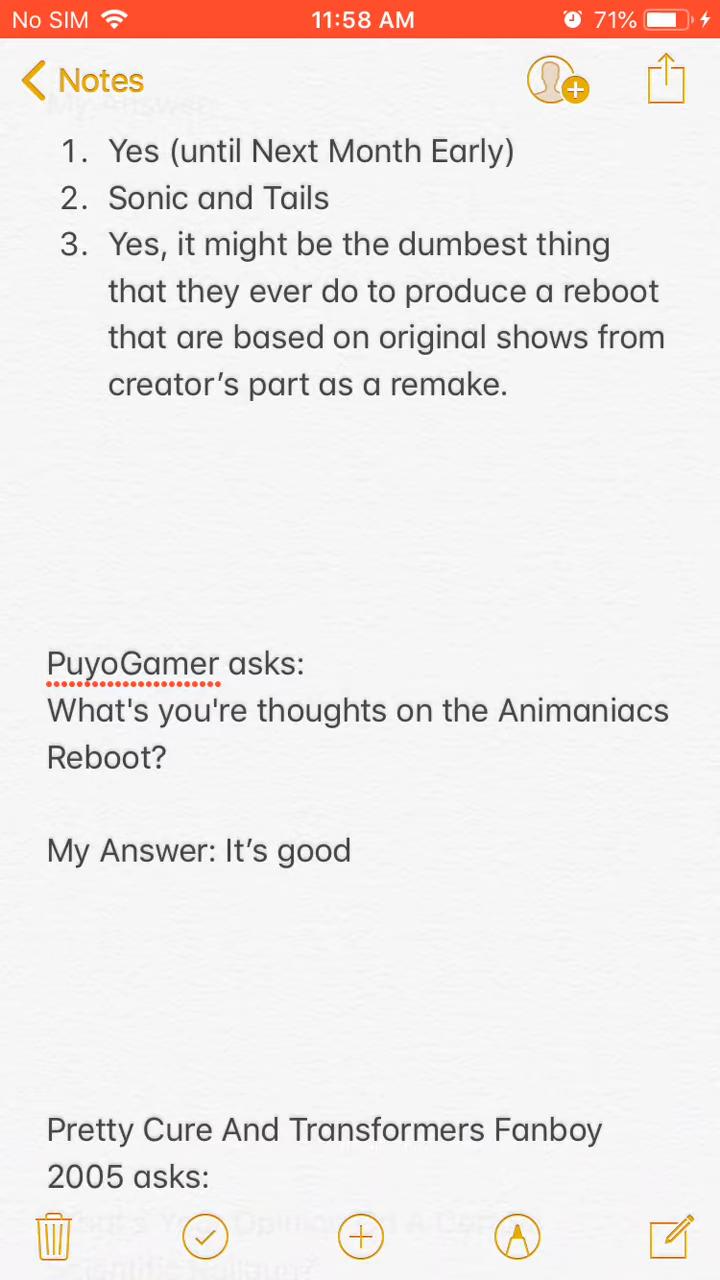 No SIM 11:58 AM 71%
Notes
My Answer:
1. Yes (until Next Month Early)
2. Sonic and Tails
3. Yes, it might be the dumbest thing
that they ever do to produce a reboot
that are based on original shows from
creator’s part as a remake.
PuyoGamer asks:
What's you're thoughts on the Animaniacs
Reboot?
My Answer: It’s good
Pretty Cure And Transformers Fanboy
2005 asks: